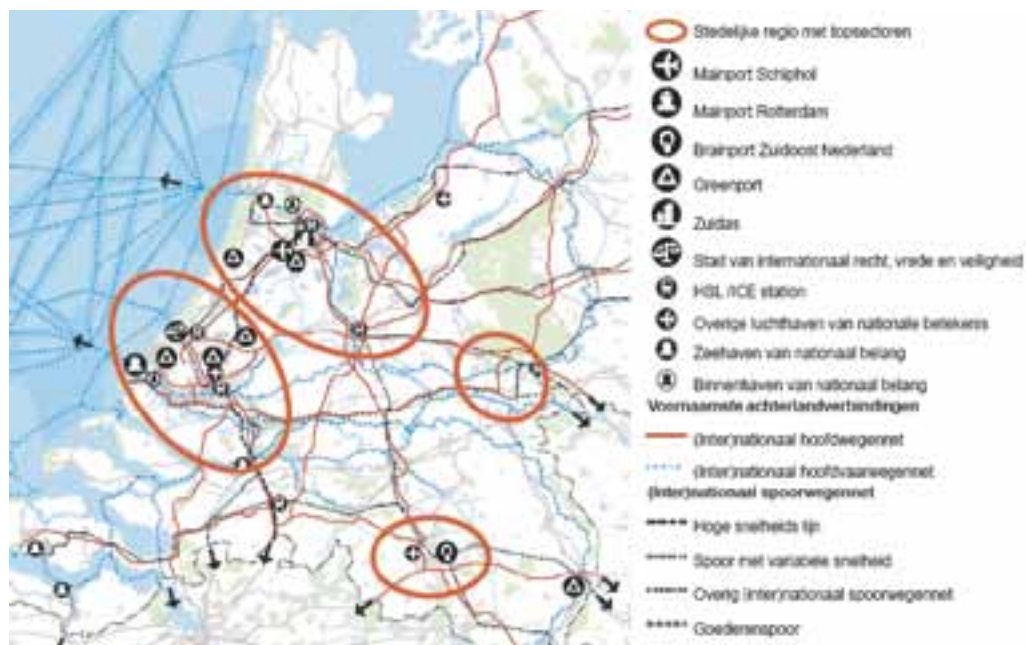 Stedelijke regio met topsectoren
Mainport Schiphol
Mainport Rotterdam
Brainport Zuidoost Nederland
Greenport
Zuidas
Stad van internationaal recht, vrede en veiligheid
HSL /ICE station
Overige luchthaven van nationale betekenis
Zeehaven van nationaal belang
Binnenhaven van nationaal belang
Voornaamste achterlandverbindingen
(Inter)nationaal hoofdwegennet
(Inter)nationaal hoofdvaarwegennet
(Inter)nationaal spoorwegennet
Hoge snelheids lijn
Spoor met variabele snelheid
Overig (inter)nationaal spoorwegennet
Goederenspoor